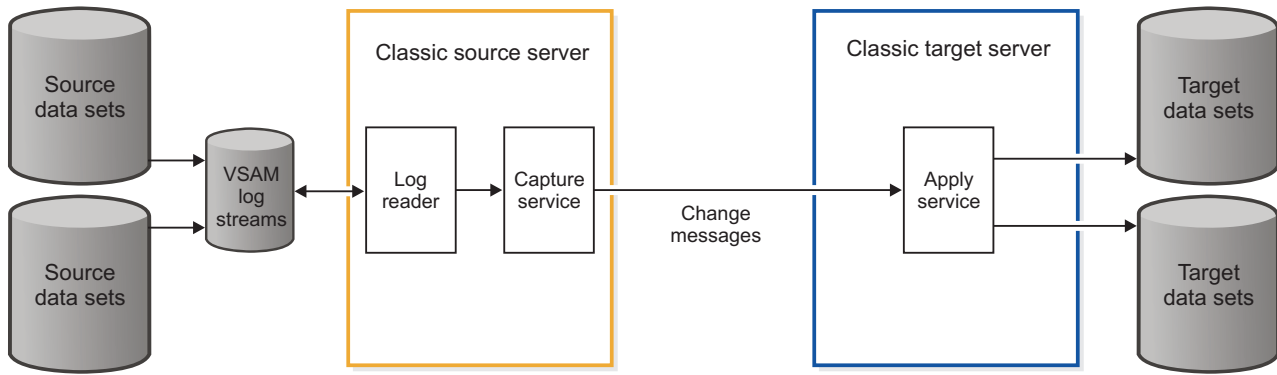 Source
data sets
Source
data sets
VSAM
log
streams
Classic source server
Log
reader
Capture
service
Change
messages
Classic target server
Apply
service
Target
data sets
Target
data sets